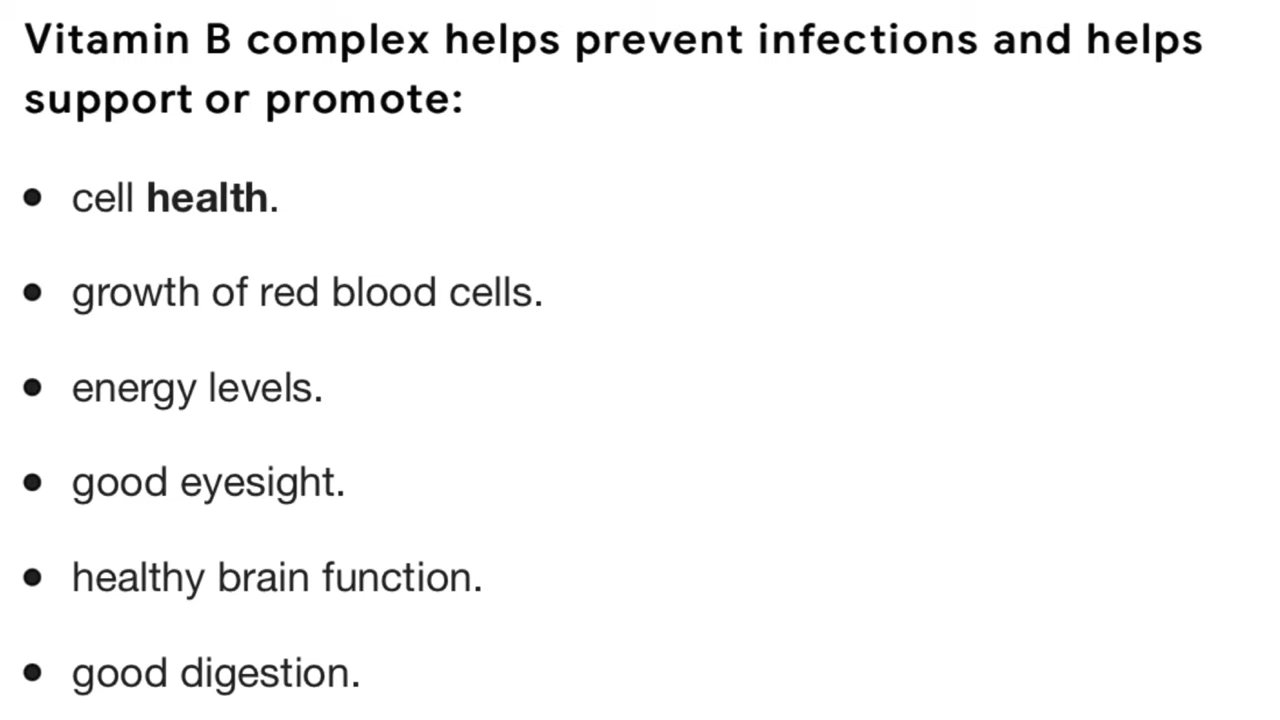 Vitamin B complex helps prevent infections and helps
support or promote:
• cell health.
• growth of red blood cells.
• energy levels.
• good eyesight.
• healthy brain function.
• good digestion.